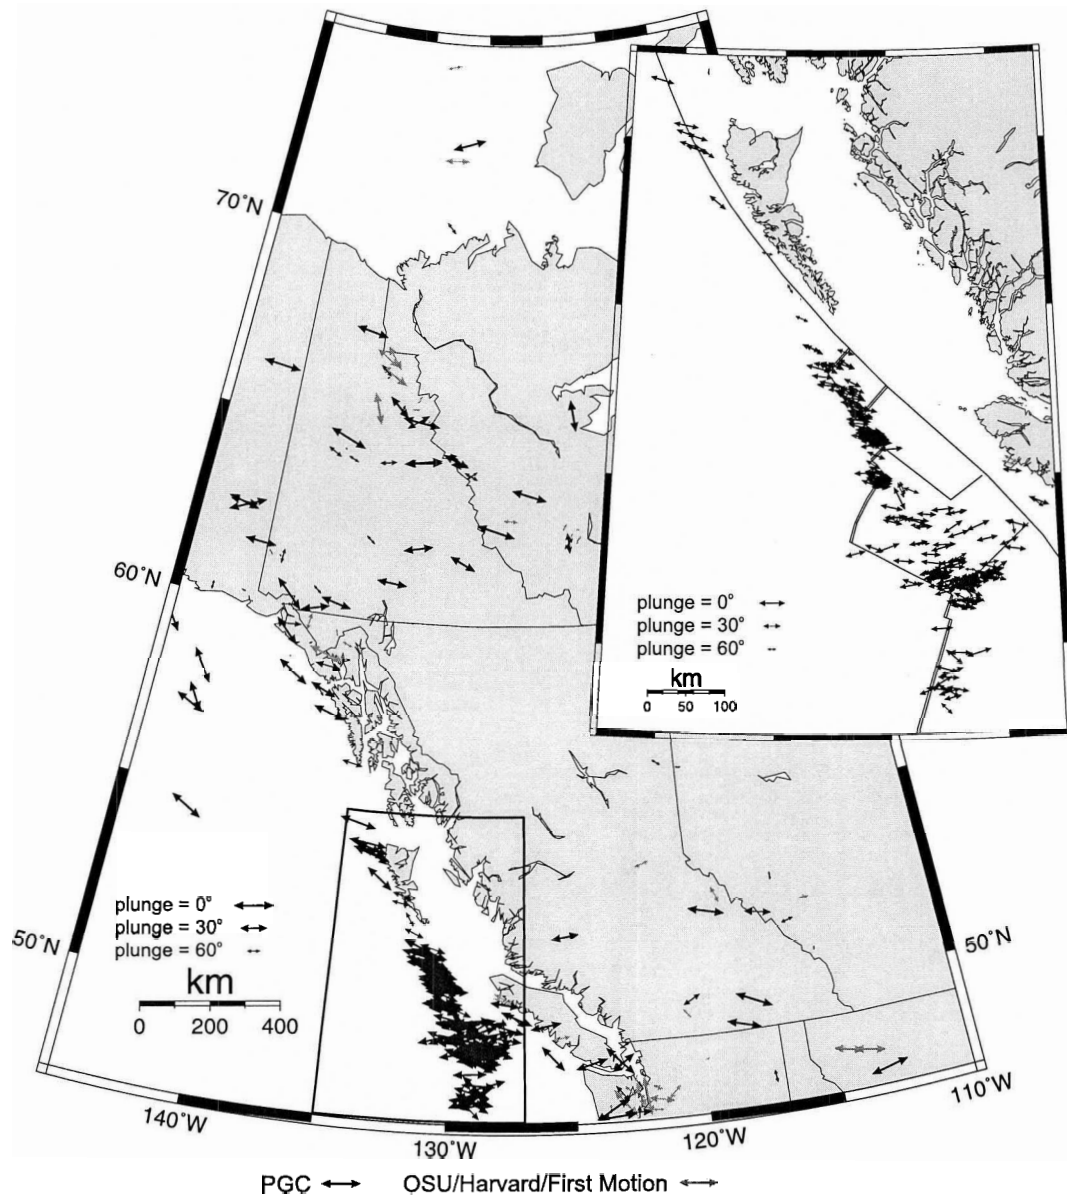 70°N
60°N
50°N
plunge = 0°
plunge = 30°
plunge = 60°
km
0 50 100
plunge = 0°
plunge = 30°
plunge = 60°
km
0 200 400
50°N
140°W
130°W
120°W
110°W
PGC OSU/Harvard/First Motion